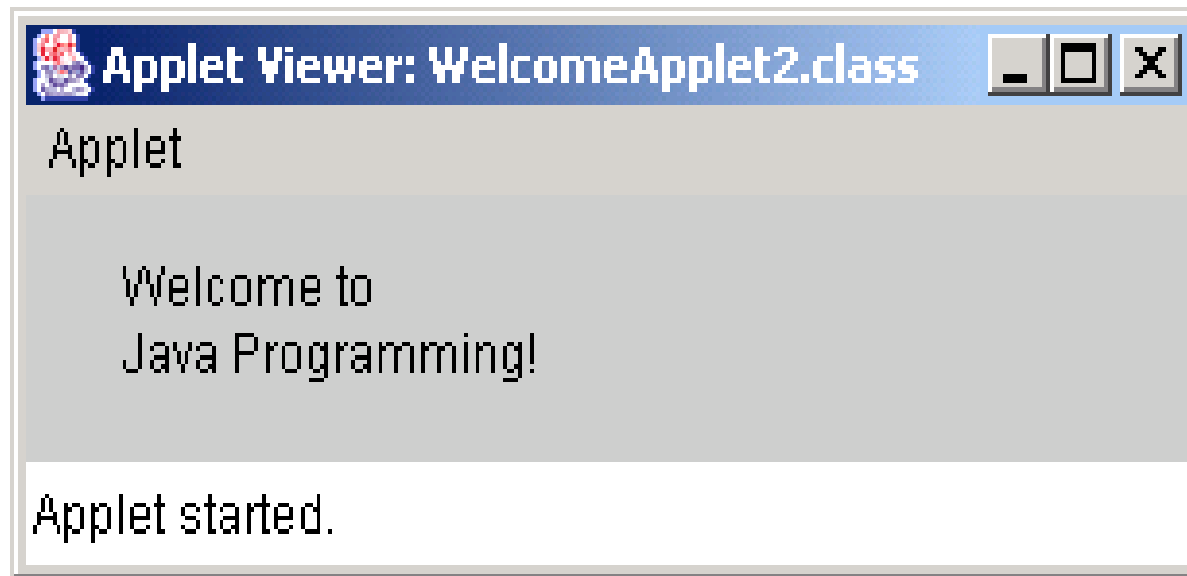 Applet Viewer: WelcomeApplet2.class
Applet
Welcome to
Java Programming!
Applet started.